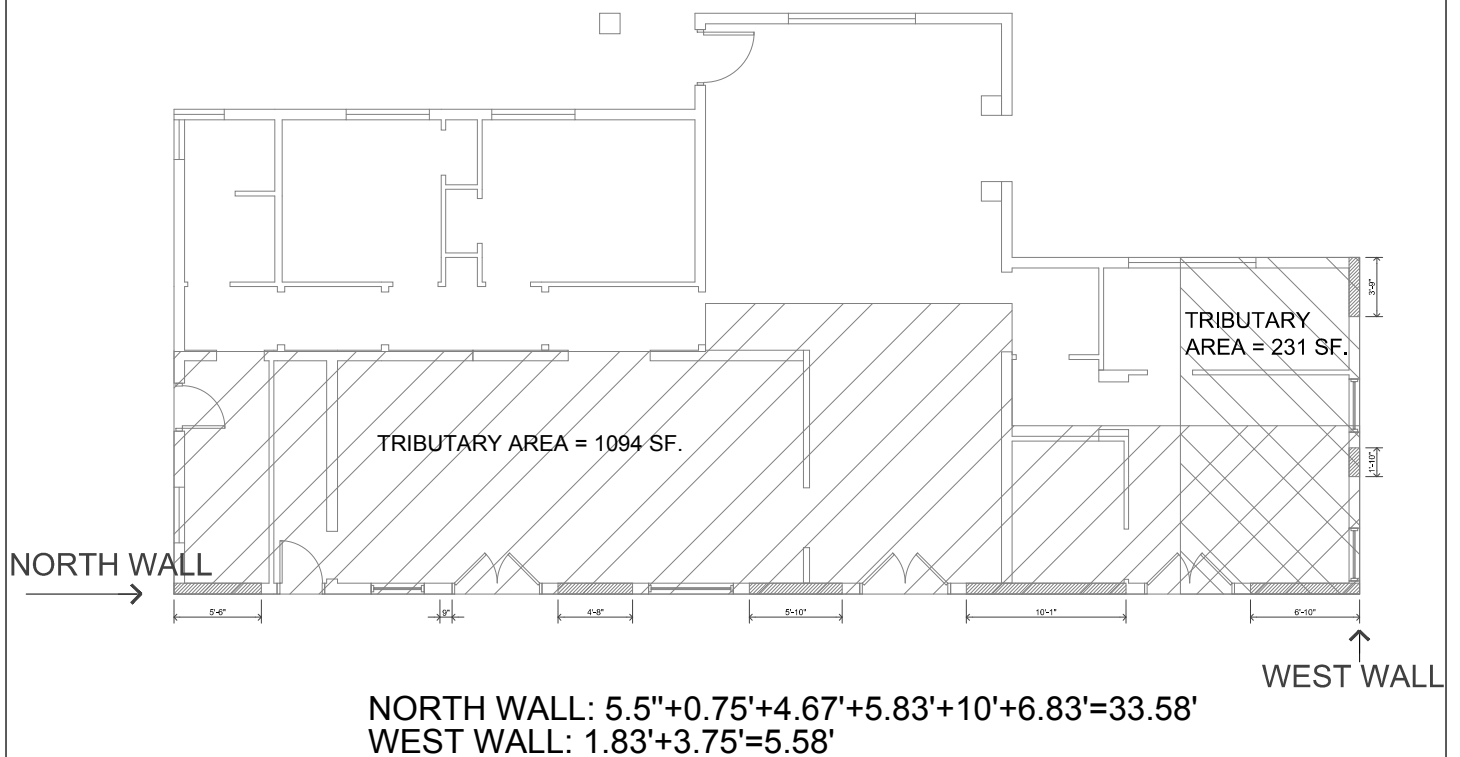 3'-9"
TRIBUTARY
AREA = 231 SF.
TRIBUTARY AREA = 1094 SF.
1'-10"
NORTH WALL
5'-6"
9"
4'-8"
5'-10"
10'-1"
6'-10"
WEST WALL
NORTH WALL: 5.5"+0.75'+4.67'+5.83'+10'+6.83'=33.58'
WEST WALL: 1.83'+3.75'=5.58'